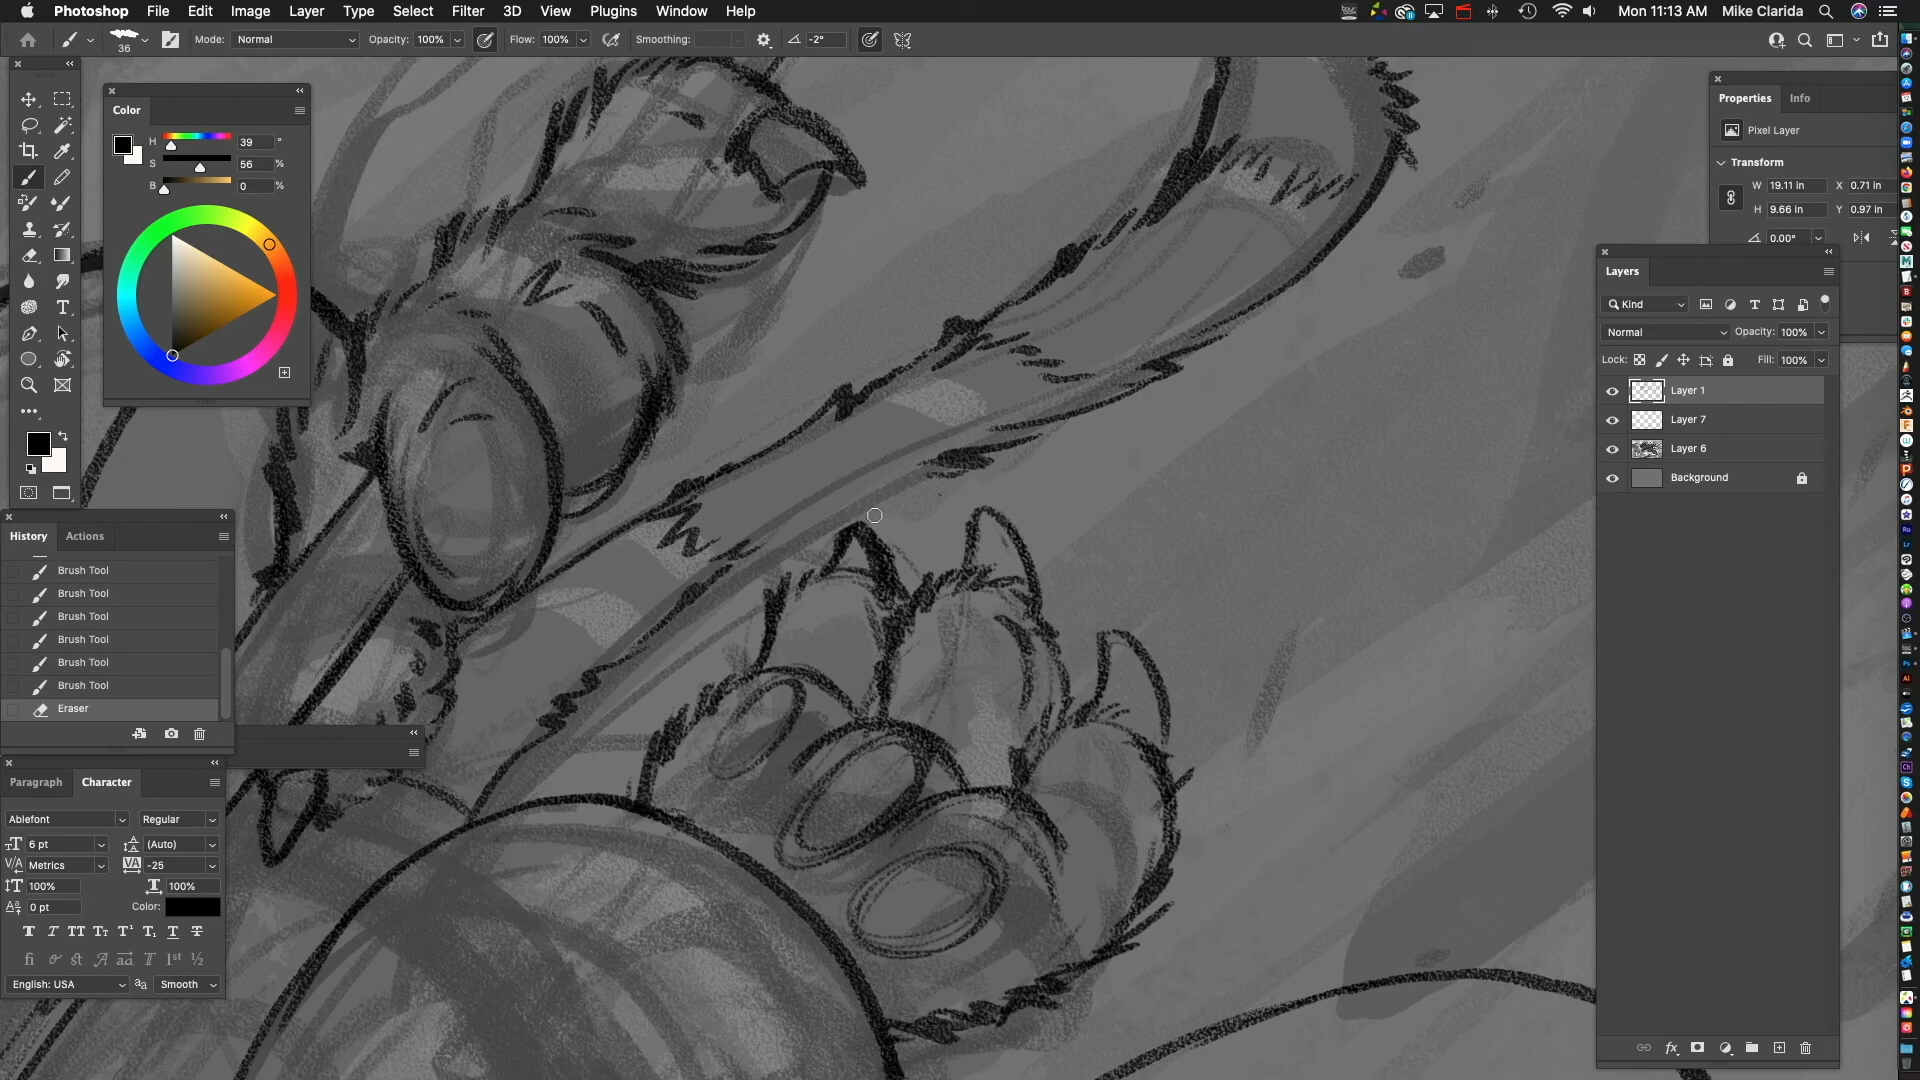 Photoshop File Edit Image Layer Type Select Filter 3D View Plugins Window Help Mon 11:13 AM Mike Clarida
36 Mode: Normal Opacity: 100% Flow: 100% Smoothing: -2°
Color
H 39 °
S 56 %
B 0 %
History Actions
Brush Tool
Brush Tool
Brush Tool
Brush Tool
Brush Tool
Brush Tool
Eraser
Paragraph Character
Ablefont Regular
6 pt (Auto)
Metrics -25
100% 100%
0 pt Color:
English: USA Smooth
Properties Info
Pixel Layer
Transform
W 19.11 in X 0.71 in
H 9.66 in Y 0.97 in
0.00°
Layers
Kind
Normal Opacity: 100%
Lock: Fill: 100%
Layer 1
Layer 7
Layer 6
Background